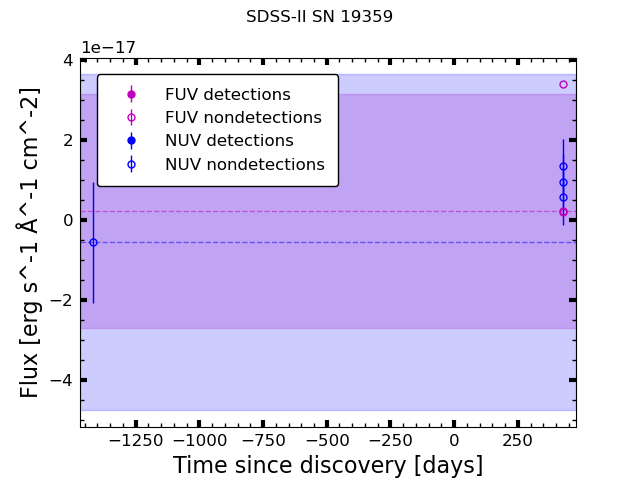 SDSS-II SN 19359
1e−17
4
2
0
−2
−4
Flux [erg s^-1 Å^-1 cm^-2]
FUV detections
FUV nondetections
NUV detections
NUV nondetections
−1250 −1000 −750 −500 −250 0 250
Time since discovery [days]